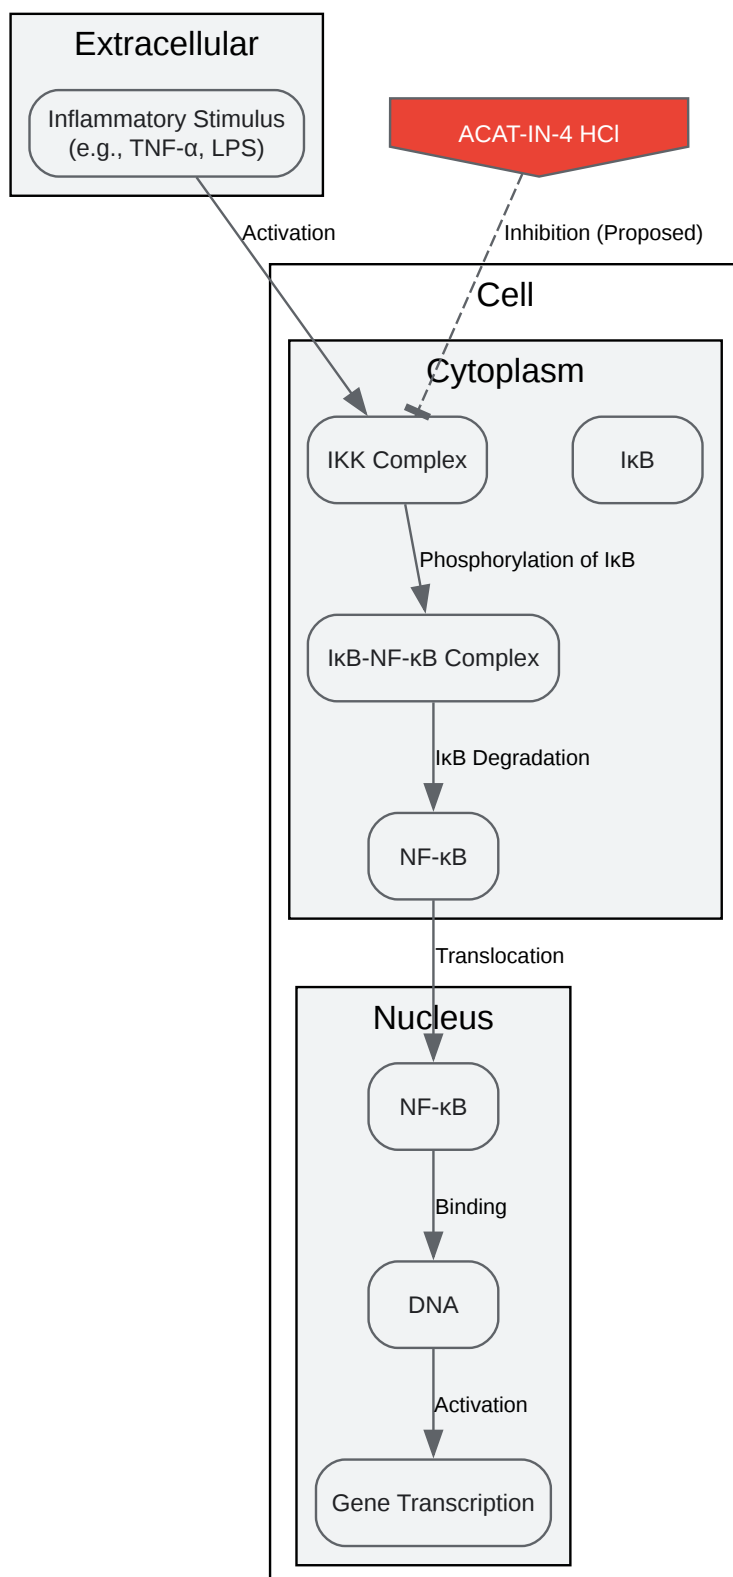 Extracellular
Inflammatory Stimulus
(e.g., TNF-α, LPS)
ACAT-IN-4 HCl
Activation
Inhibition (Proposed)
Cell
Cytoplasm
IKK Complex
IκB
Phosphorylation of IκB
IκB-NF-κB Complex
IκB Degradation
NF-κB
Translocation
Nucleus
NF-κB
Binding
DNA
Activation
Gene Transcription